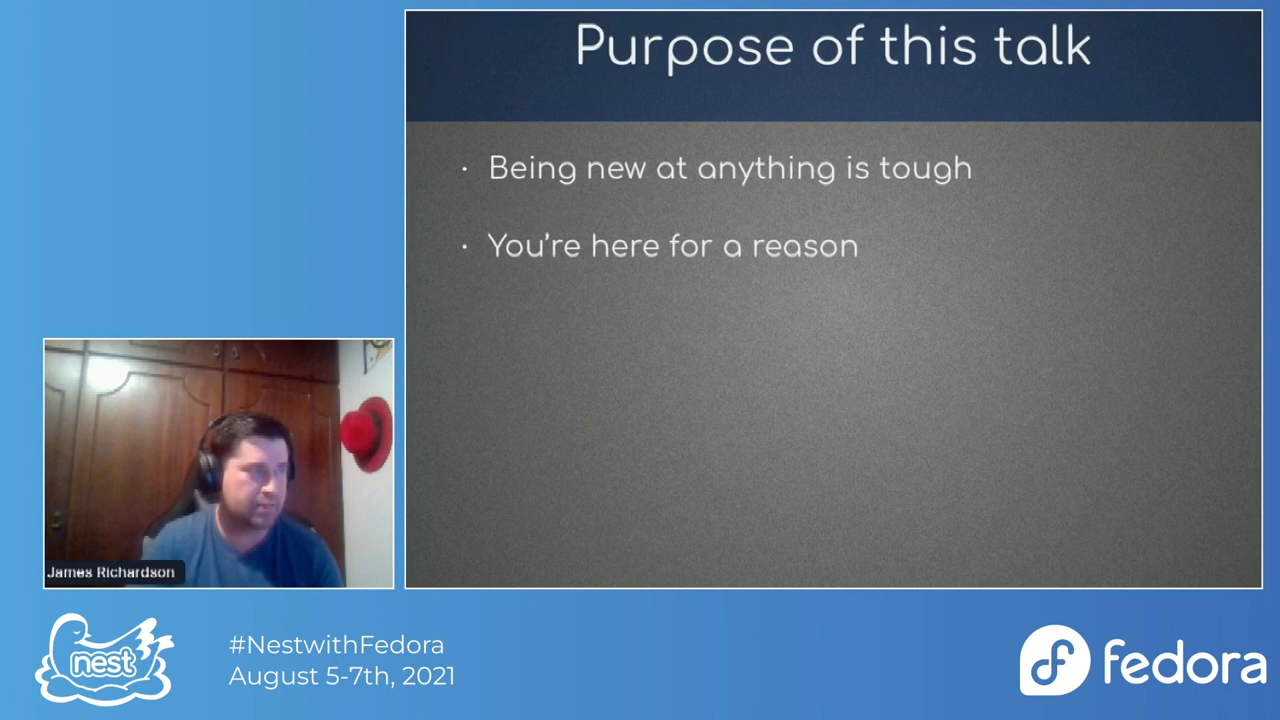 Purpose of this talk
· Being new at anything is tough
· You're here for a reason
James Richardson
nest
#NestwithFedora
August 5-7th, 2021
fedora